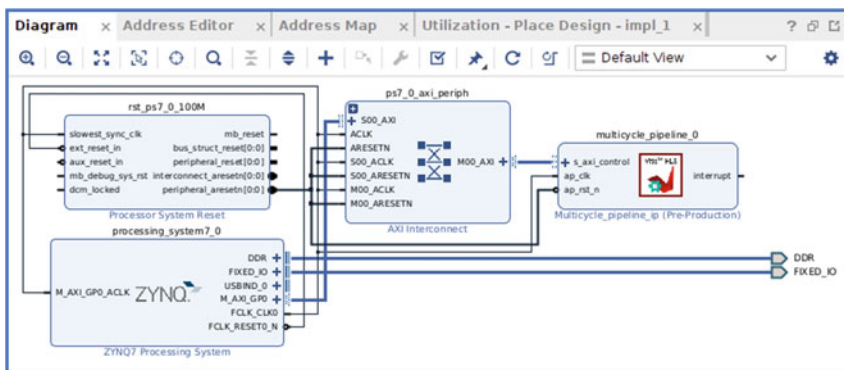 Diagram × Address Editor × Address Map × Utilization - Place Design - impl_1 × ?
Default View
rst_ps7_0_100M
slowest_sync_clk mb_reset
ext_reset_in bus_struct_reset[0:0]
aux_reset_in peripheral_reset[0:0]
mb_debug_sys_rst interconnect_aresetn[0:0]
dcm_locked peripheral_aresetn[0:0]
Processor System Reset
ps7_0_axi_periph
S00_AXI
ACLK
ARESETN
S00_ACLK M00_AXI
S00_ARESETN
M00_ACLK
M00_ARESETN
AXI Interconnect
multicycle_pipeline_0
s_axi_control
ap_clk interrupt
ap_rst_n
Vitis™ HLS
Multicycle_pipeline_ip (Pre-Production)
processing_system7_0
DDR
FIXED_IO
USBIND_0
M_AXI_GP0_ACLK ZYNQ. M_AXI_GP0
FCLK_CLK0
FCLK_RESET0_N
ZYNQ7 Processing System
DDR
FIXED_IO